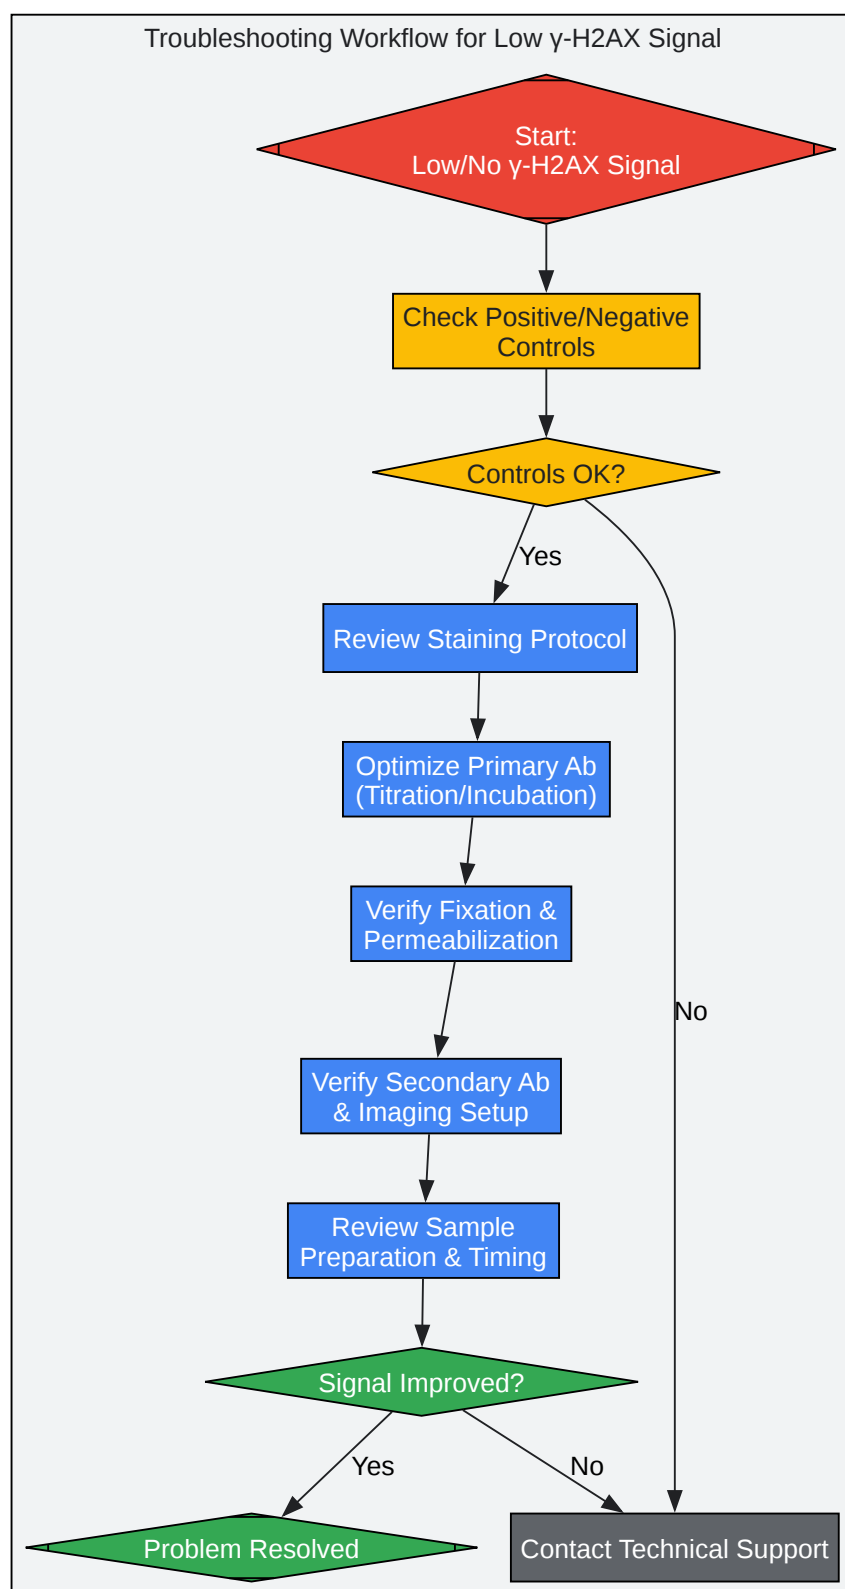 Troubleshooting Workflow for Low γ-H2AX Signal
Start:
Low/No γ-H2AX Signal
Check Positive/Negative
Controls
Controls OK?
Yes
Review Staining Protocol
Optimize Primary Ab
(Titration/Incubation)
Verify Fixation &
Permeabilization
No
Verify Secondary Ab
& Imaging Setup
Review Sample
Preparation & Timing
Signal Improved?
Yes
No
Problem Resolved
Contact Technical Support